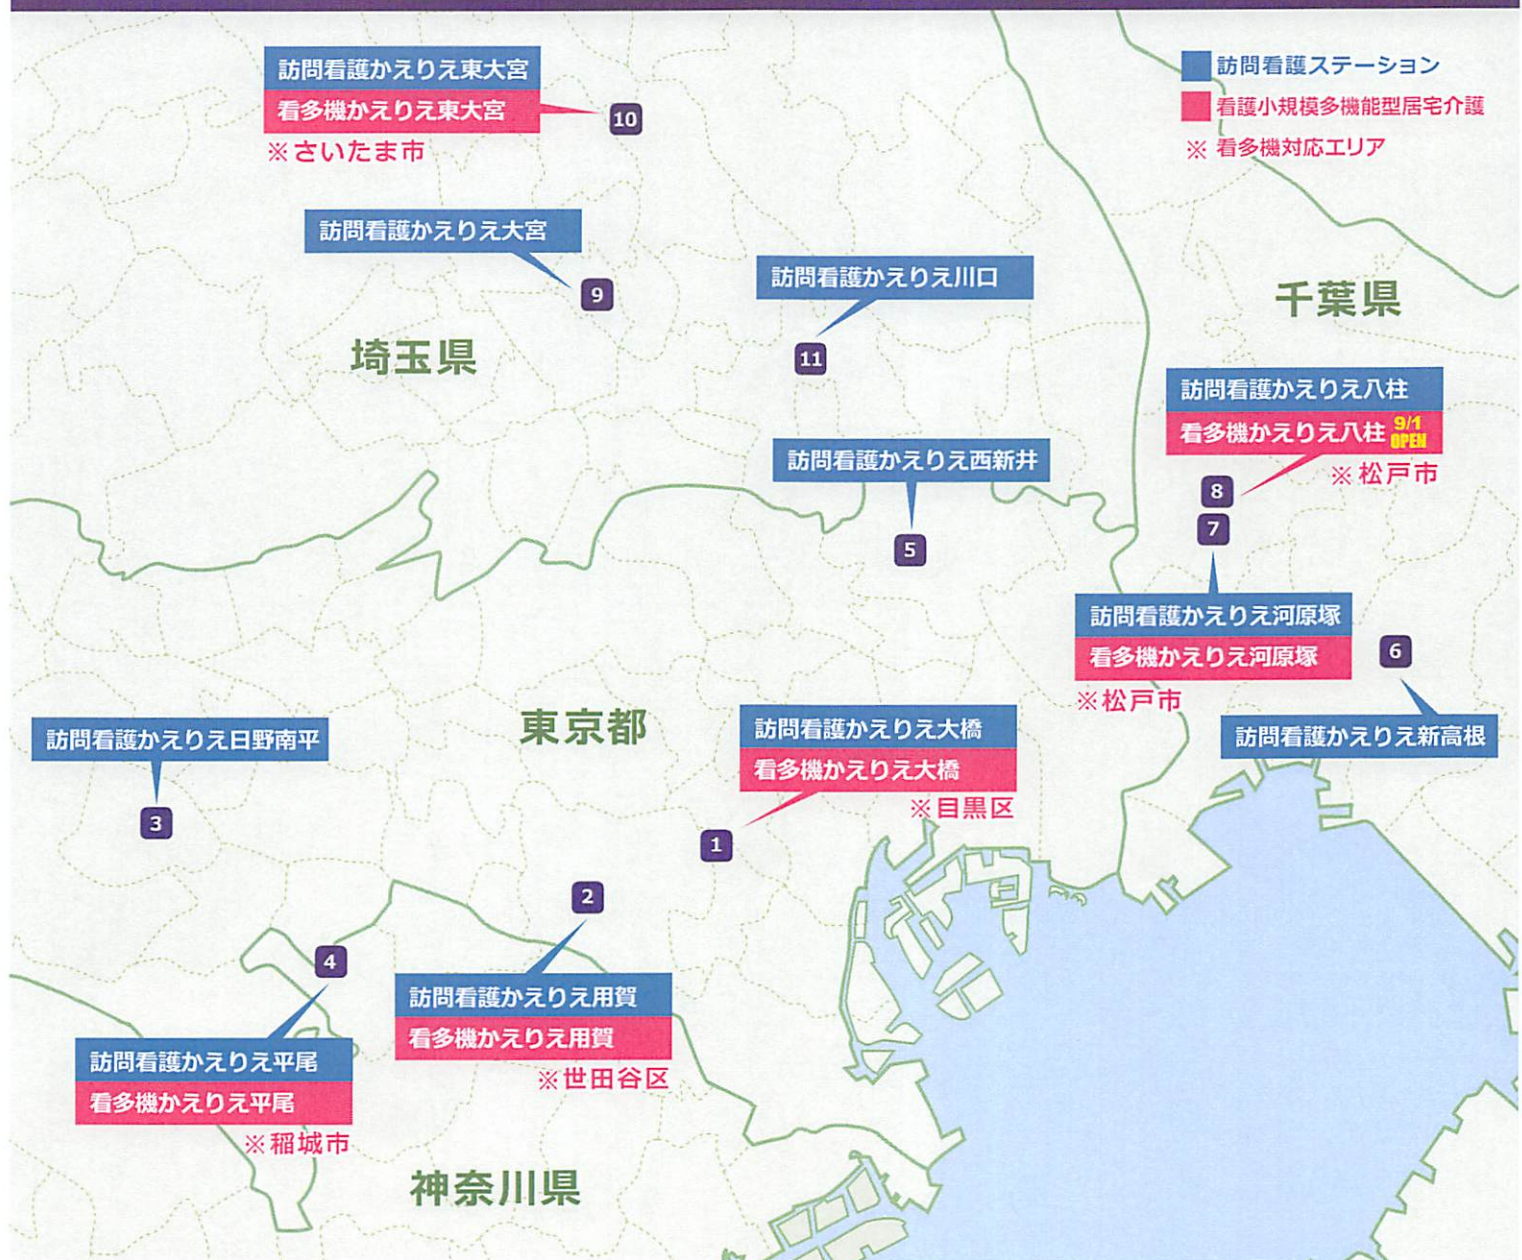 訪問看護かえりえ東大宮
看多機かえりえ東大宮
10
※さいたま市
訪問看護ステーション
看護小規模多機能型居宅介護
※ 看多機対応エリア
訪問看護かえりえ大宮
9
訪問看護かえりえ川口
11
千葉県
埼玉県
訪問看護かえりえ八柱
看多機かえりえ八柱 9/1 OPEN
※松戸市
8
7
訪問看護かえりえ西新井
5
訪問看護かえりえ河原塚
看多機かえりえ河原塚
※松戸市
6
訪問看護かえりえ新高根
東京都
訪問看護かえりえ大橋
看多機かえりえ大橋
※目黒区
1
訪問看護かえりえ日野南平
3
2
訪問看護かえりえ用賀
看多機かえりえ用賀
※世田谷区
4
訪問看護かえりえ平尾
看多機かえりえ平尾
※稲城市
神奈川県